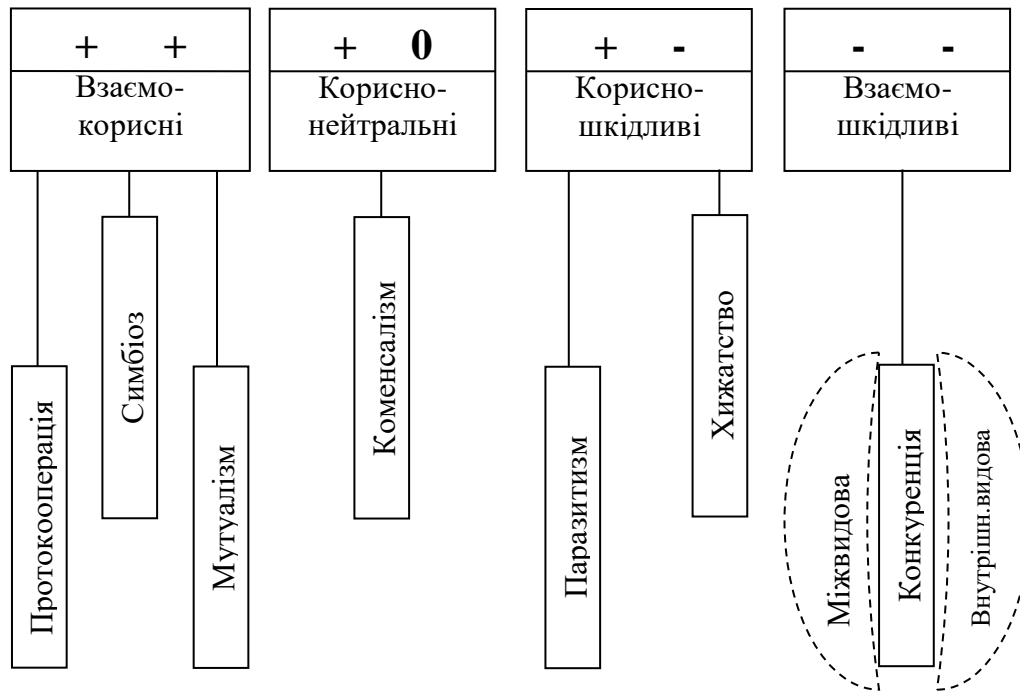 + +
Взаємо-
корисні
+ 0
Корисно-
нейтральні
+ -
Корисно-
шкідливі
- -
Взаємо-
шкідливі
Протокооперація
Симбіоз
Мутуалізм
Коменсалізм
Паразитизм
Хижатство
Міжвидова
Конкуренція
Внутрішн.видова